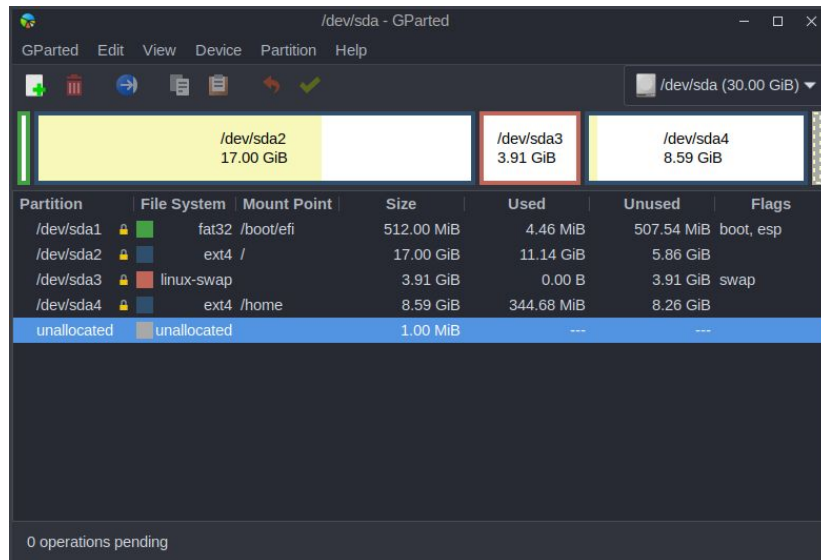 /dev/sda - GParted
GParted Edit View Device Partition Help
/dev/sda (30.00 GiB)
/dev/sda2
17.00 GiB
/dev/sda3
3.91 GiB
/dev/sda4
8.59 GiB
Partition File System Mount Point Size Used Unused Flags
/dev/sda1 fat32 /boot/efi 512.00 MiB 4.46 MiB 507.54 MiB boot, esp
/dev/sda2 ext4 / 17.00 GiB 11.14 GiB 5.86 GiB
/dev/sda3 linux-swap 3.91 GiB 0.00 B 3.91 GiB swap
/dev/sda4 ext4 /home 8.59 GiB 344.68 MiB 8.26 GiB
unallocated unallocated 1.00 MiB --- ---
0 operations pending